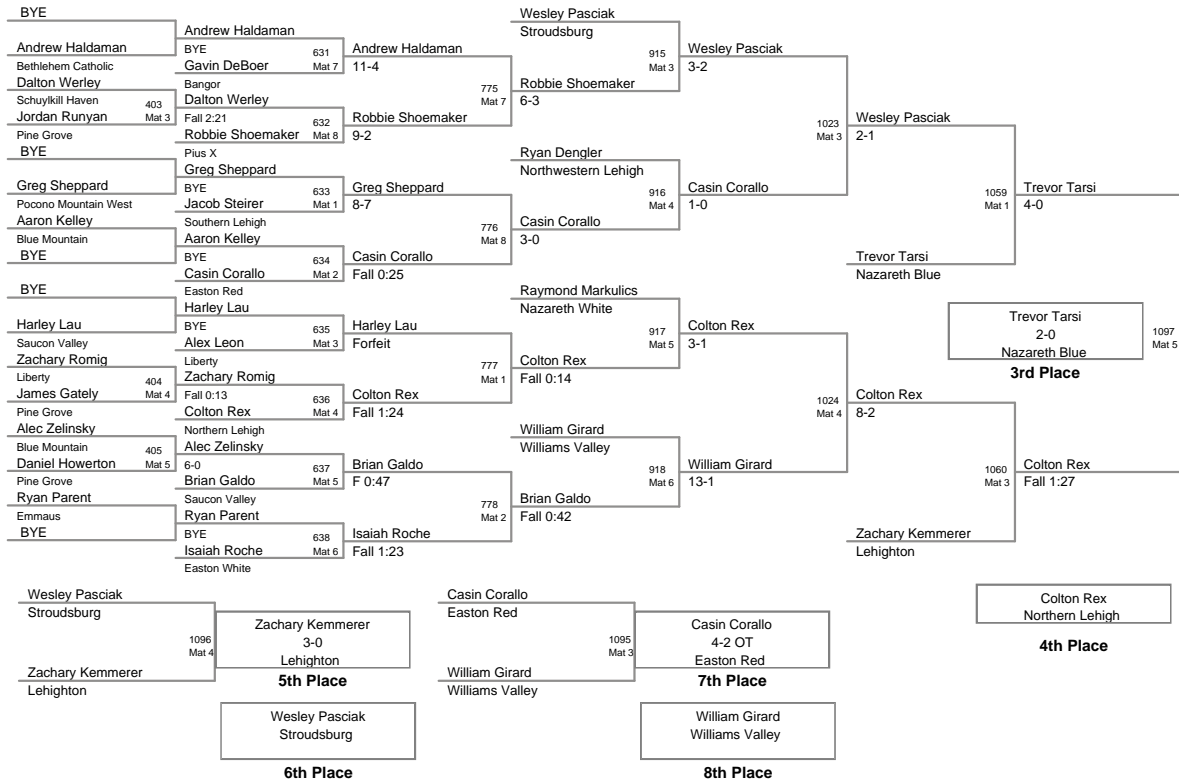 BYE
Andrew Haldaman
Bethlehem Catholic
Dalton Werley
Schuylkill Haven
403
Mat 3
Jordan Runyan
Pine Grove
BYE
Greg Sheppard
Pocono Mountain West
Aaron Kelley
Blue Mountain
BYE
BYE
Harley Lau
Saucon Valley
Zachary Romig
Liberty
404
Mat 4
James Gately
Pine Grove
Alec Zelinsky
Blue Mountain
405
Mat 5
Daniel Howerton
Pine Grove
Ryan Parent
Emmaus
BYE
Andrew Haldaman
BYE
631
Mat 7
Gavin DeBoer
Bangor
Dalton Werley
Fall 2:21
632
Mat 8
Robbie Shoemaker
Pius X
Greg Sheppard
BYE
633
Mat 1
Jacob Steirer
Southern Lehigh
Aaron Kelley
BYE
634
Mat 2
Casin Corallo
Easton Red
Harley Lau
BYE
635
Mat 3
Alex Leon
Liberty
Zachary Romig
Fall 0:13
636
Mat 4
Colton Rex
Northern Lehigh
Alec Zelinsky
6-0
637
Mat 5
Brian Galdo
Saucon Valley
Ryan Parent
BYE
638
Mat 6
Isaiah Roche
Easton White
Andrew Haldaman
11-4
775
Mat 7
Robbie Shoemaker
9-2
Greg Sheppard
8-7
776
Mat 8
Casin Corallo
Fall 0:25
Harley Lau
Forfeit
777
Mat 1
Colton Rex
Fall 1:24
Brian Galdo
F 0:47
778
Mat 2
Isaiah Roche
Fall 1:23
Wesley Pasciak
Stroudsburg
915
Mat 3
Robbie Shoemaker
6-3
Ryan Dengler
Northwestern Lehigh
916
Mat 4
Casin Corallo
3-0
Raymond Markulics
Nazareth White
917
Mat 5
Colton Rex
Fall 0:14
William Girard
Williams Valley
918
Mat 6
Brian Galdo
Fall 0:42
Wesley Pasciak
3-2
1023
Mat 3
Casin Corallo
1-0
Colton Rex
3-1
1024
Mat 4
William Girard
13-1
Wesley Pasciak
2-1
1059
Mat 1
Trevor Tarsi
Nazareth Blue
Colton Rex
8-2
1060
Mat 3
Zachary Kemmerer
Lehighton
Trevor Tarsi
4-0
Trevor Tarsi
2-0
Nazareth Blue
1097
Mat 5
3rd Place
Colton Rex
Fall 1:27
Colton Rex
Northern Lehigh
4th Place
Wesley Pasciak
Stroudsburg
1096
Mat 4
Zachary Kemmerer
Lehighton
Zachary Kemmerer
3-0
Lehighton
5th Place
Wesley Pasciak
Stroudsburg
6th Place
Casin Corallo
Easton Red
1095
Mat 3
William Girard
Williams Valley
Casin Corallo
4-2 OT
Easton Red
7th Place
William Girard
Williams Valley
8th Place